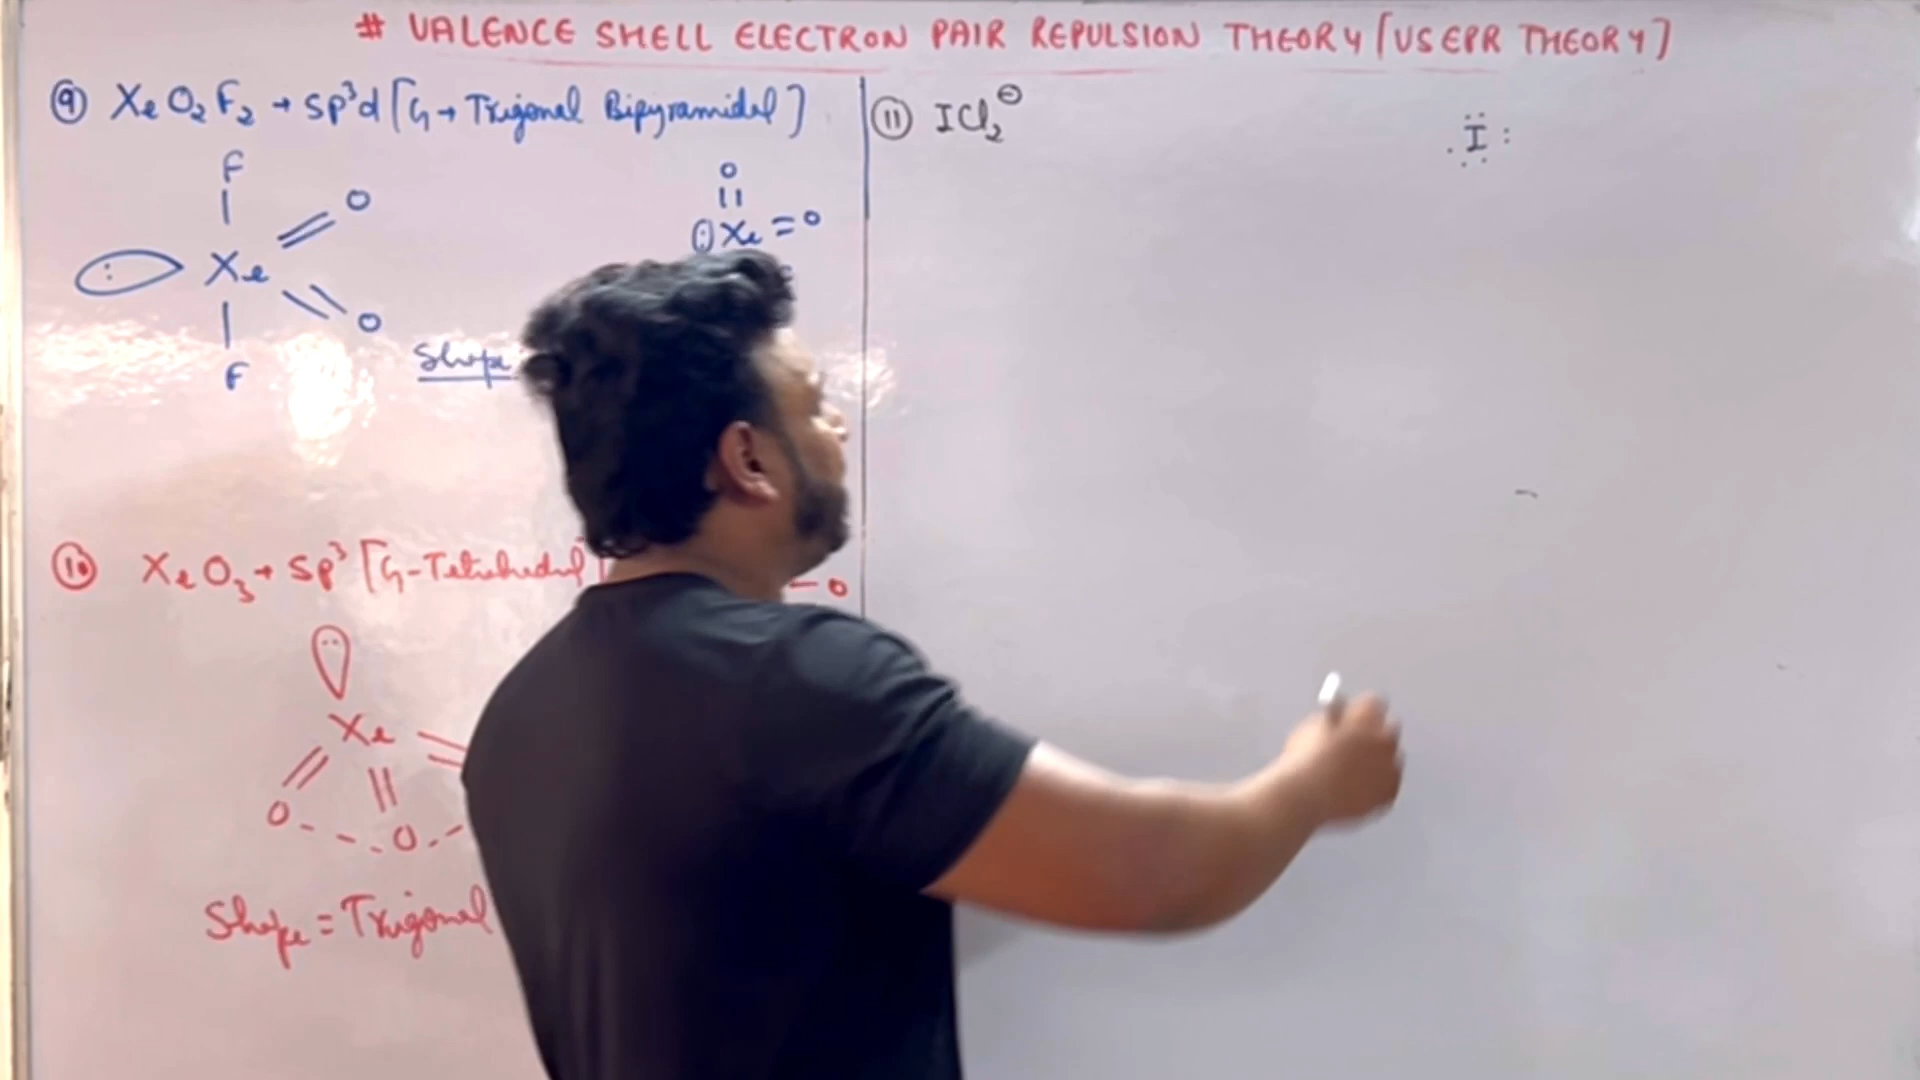 # VALENCE SHELL ELECTRON PAIR REPULSION THEORY [VSEPR THEORY]
⑨ XeO₂F₂ → sp³d [G → Trigonal Bipyramidal]
F
O
: Xe
O
F
O
: Xe = O
Shape
⑩ XeO₃ → sp³ [G - Tetrahedral]
– O
:
Xe
O
O
Shape = Trigonal
⑪ ICl₂⊖
I